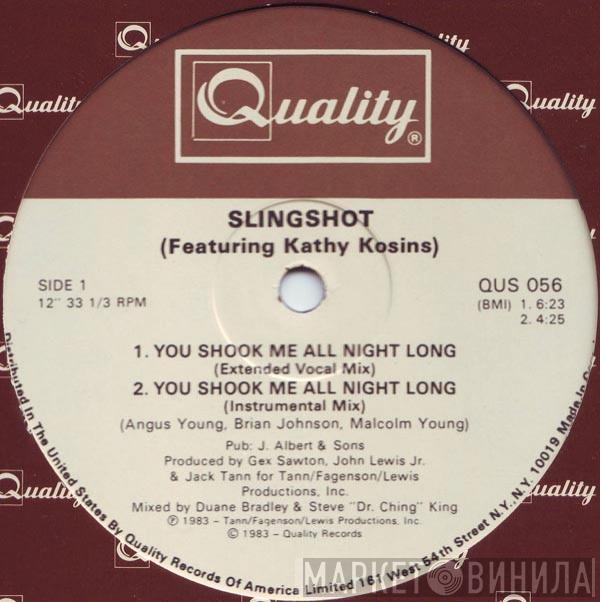 Quality®
SLINGSHOT
(Featuring Kathy Kosins)
SIDE 1
12" 33 1/3 RPM
QUS 056
(BMI) 1. 6:23
2. 4:25
1. YOU SHOOK ME ALL NIGHT LONG
(Extended Vocal Mix)
2. YOU SHOOK ME ALL NIGHT LONG
(Instrumental Mix)
(Angus Young, Brian Johnson, Malcolm Young)
Pub: J. Albert & Sons
Produced by Gex Sawton, John Lewis Jr.
& Jack Tann for Tann/Fagenson/Lewis
Productions, Inc.
Mixed by Duane Bradley & Steve "Dr. Ching" King
℗ 1983 - Tann/Fagenson/Lewis Productions, Inc.
© 1983 - Quality Records
Distributed In The United States By Quality Records Of America Limited 161 West 54th Street N.Y., N.Y. 10019 Made In
Quality
Quality
Quality
Quality
МАРКЕТ ВИНИЛА